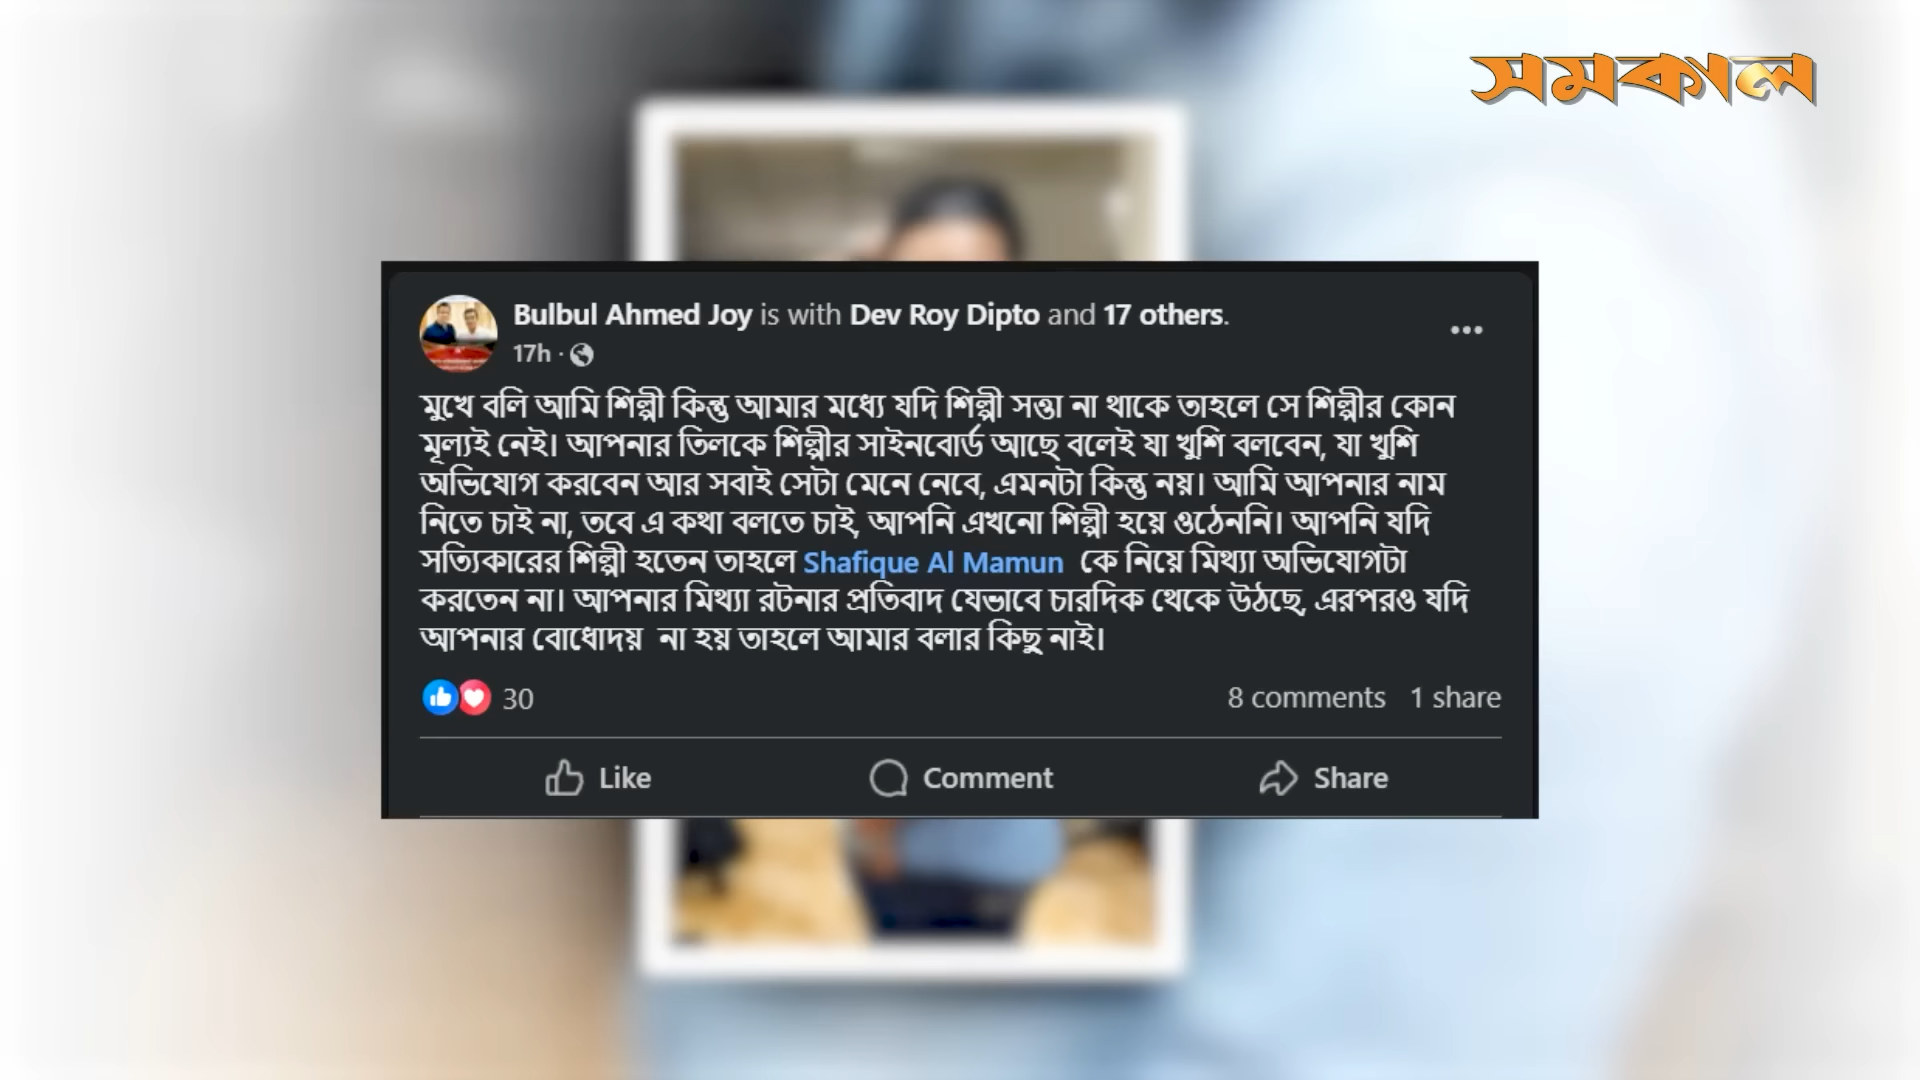 সমকাল
Bulbul Ahmed Joy is with Dev Roy Dipto and 17 others.
17h ·
মুখে বলি আমি শিল্পী কিন্তু আমার মধ্যে যদি শিল্পী সত্তা না থাকে তাহলে সে শিল্পীর কোন
মূল্যই নেই। আপনার তিলকে শিল্পীর সাইনবোর্ড আছে বলেই যা খুশি বলবেন, যা খুশি
অভিযোগ করবেন আর সবাই সেটা মেনে নেবে, এমনটা কিন্তু নয়। আমি আপনার নাম
নিতে চাই না, তবে এ কথা বলতে চাই, আপনি এখনো শিল্পী হয়ে ওঠেননি। আপনি যদি
সত্যিকারের শিল্পী হতেন তাহলে Shafique Al Mamun কে নিয়ে মিথ্যা অভিযোগটা
করতেন না। আপনার মিথ্যা রটনার প্রতিবাদ যেভাবে চারদিক থেকে উঠছে, এরপরও যদি
আপনার বোধোদয় না হয় তাহলে আমার বলার কিছু নাই।
30 8 comments 1 share
Like Comment Share